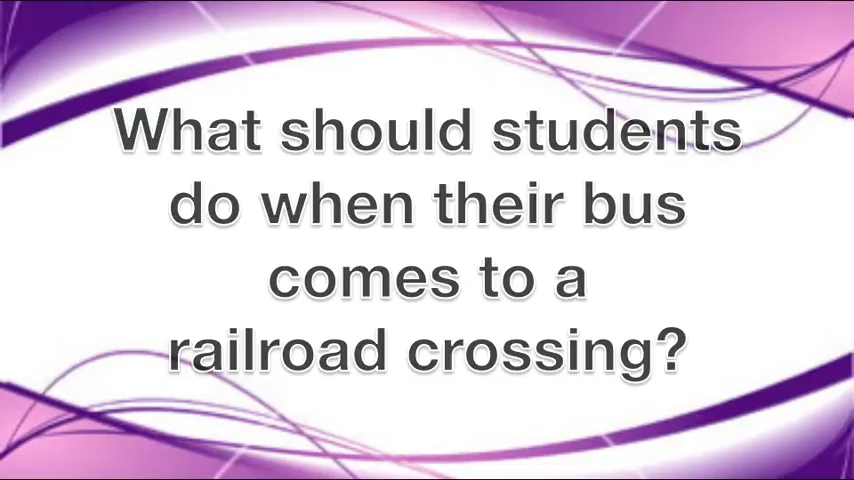 What should students
do when their bus
comes to a
railroad crossing?